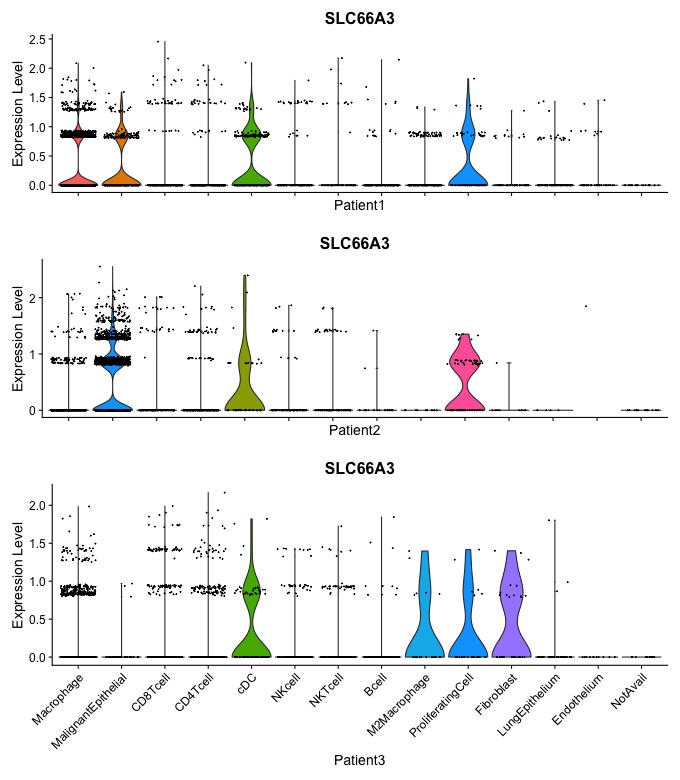 SLC66A3
Expression Level
2.5
2.0
1.5
1.0
0.5
0.0
Patient1
SLC66A3
Expression Level
2
1
0
Patient2
SLC66A3
Expression Level
2.0
1.5
1.0
0.5
0.0
Macrophage
MalignantEpithelial
CD8Tcell
CD4Tcell
cDC
NKcell
NKTcell
Bcell
M2Macrophage
ProliferatingCell
Fibroblast
LungEpithelium
Endothelium
NotAvail
Patient3